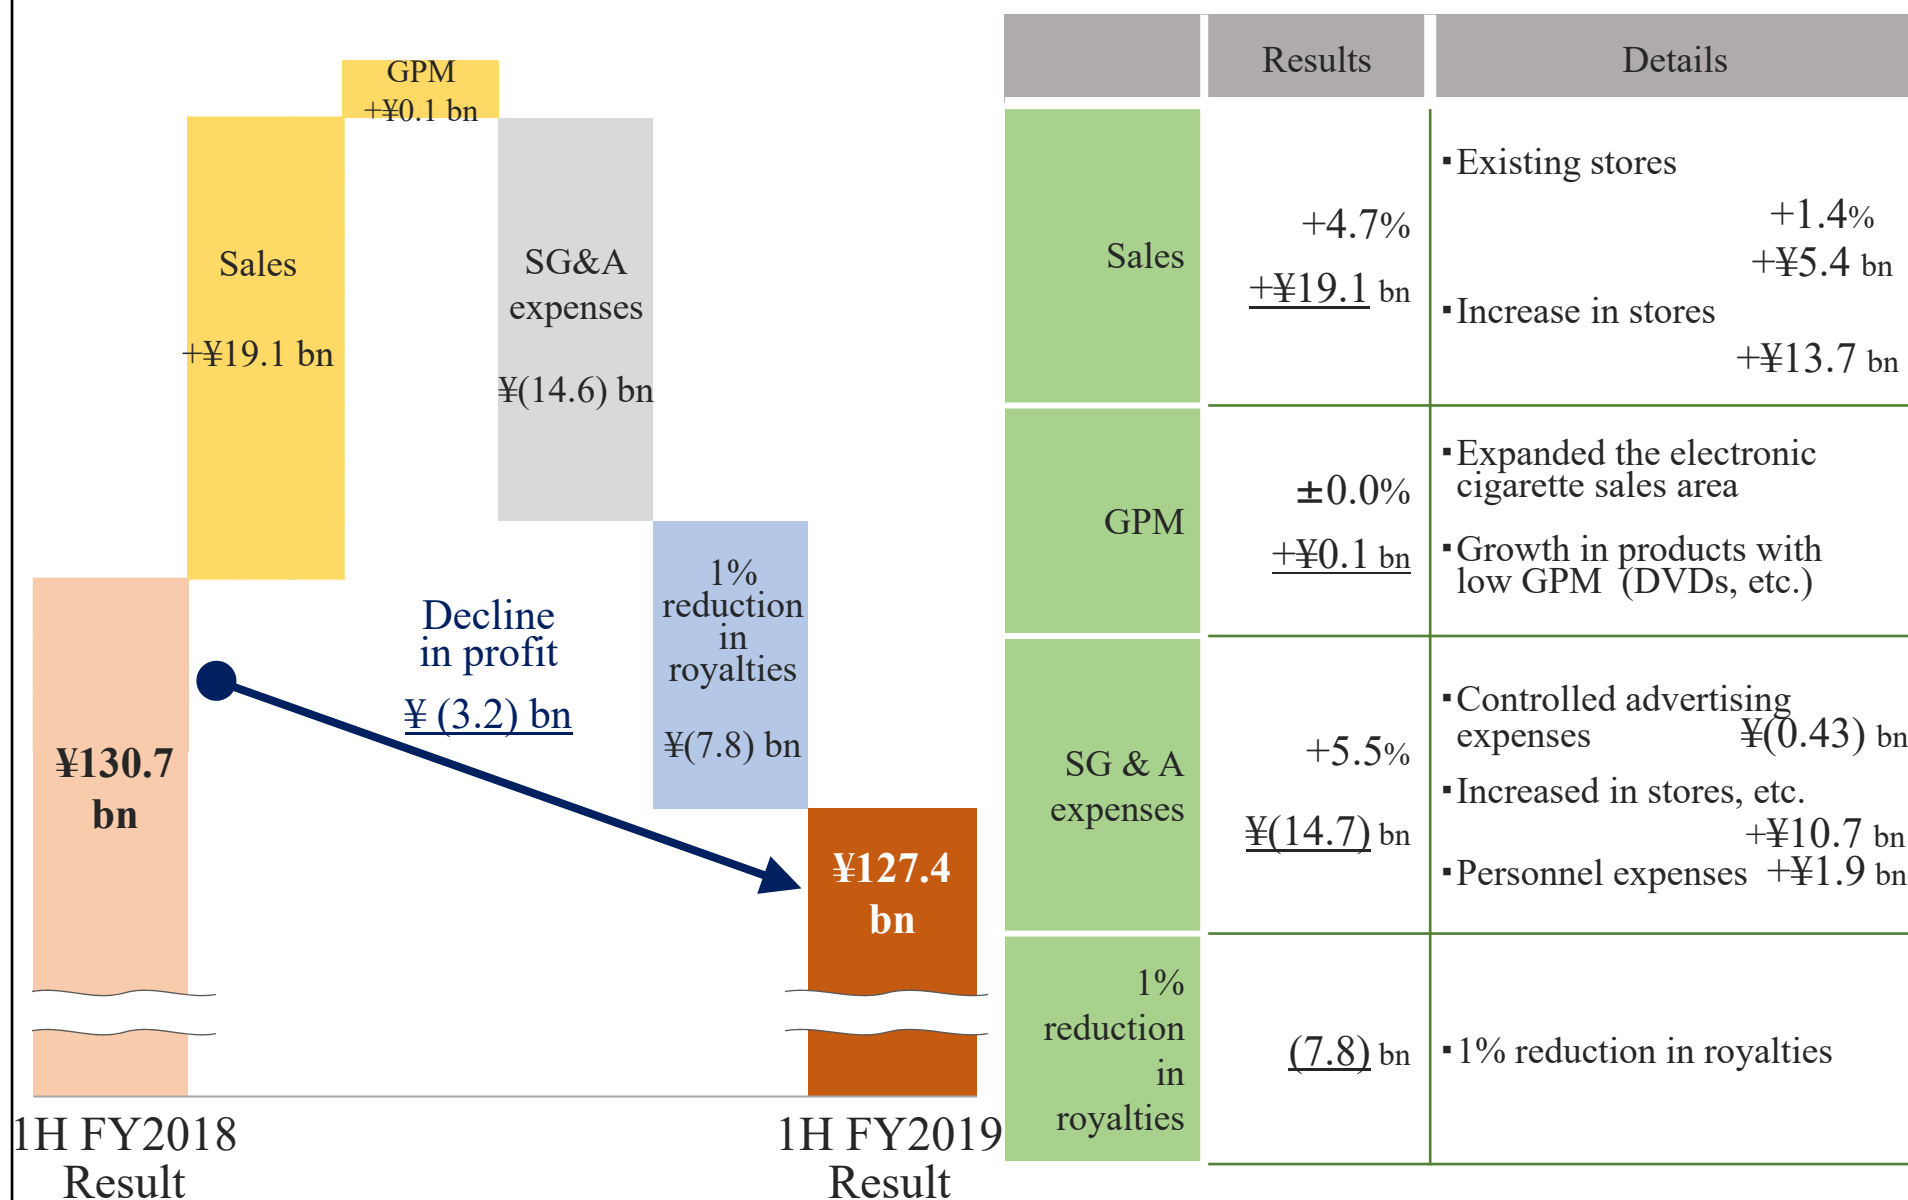 GPM
+¥0.1 bn
Sales
+¥19.1 bn
SG&A
expenses
¥(14.6) bn
1%
reduction
in
royalties
¥(7.8) bn
Decline
in profit
¥ (3.2) bn
¥130.7
bn
¥127.4
bn
1H FY2018
Result
1H FY2019
Result
Results
Details
Sales
+4.7%
+¥19.1 bn
▪Existing stores
+1.4%
+¥5.4 bn
▪Increase in stores
+¥13.7 bn
GPM
±0.0%
+¥0.1 bn
▪Expanded the electronic
cigarette sales area
▪Growth in products with
low GPM (DVDs, etc.)
SG & A
expenses
+5.5%
¥(14.7) bn
▪Controlled advertising
expenses ¥(0.43) bn
▪Increased in stores, etc.
+¥10.7 bn
▪Personnel expenses +¥1.9 bn
1%
reduction
in
royalties
(7.8) bn
▪1% reduction in royalties